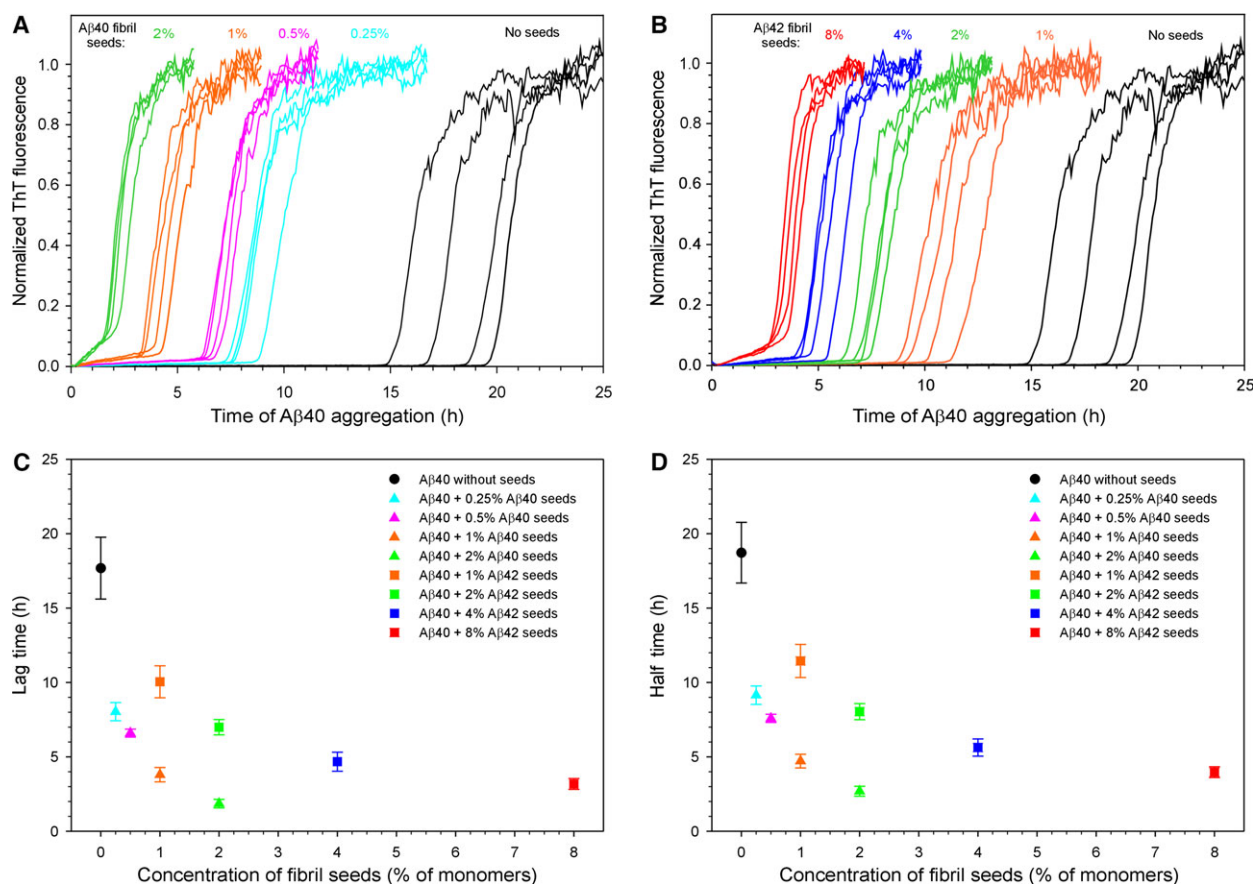 A
Aβ40 fibril
seeds:
2%
1%
0.5%
0.25%
No seeds
Normalized ThT fluorescence
1.0
0.8
0.6
0.4
0.2
0.0
0
5
10
15
20
25
Time of Aβ40 aggregation (h)
B
Aβ42 fibril
seeds:
8%
4%
2%
1%
No seeds
Normalized ThT fluorescence
1.0
0.8
0.6
0.4
0.2
0.0
0
5
10
15
20
25
Time of Aβ40 aggregation (h)
C
Lag time (h)
25
20
15
10
5
0
Aβ40 without seeds
Aβ40 + 0.25% Aβ40 seeds
Aβ40 + 0.5% Aβ40 seeds
Aβ40 + 1% Aβ40 seeds
Aβ40 + 2% Aβ40 seeds
Aβ40 + 1% Aβ42 seeds
Aβ40 + 2% Aβ42 seeds
Aβ40 + 4% Aβ42 seeds
Aβ40 + 8% Aβ42 seeds
0
1
2
3
4
5
6
7
8
Concentration of fibril seeds (% of monomers)
D
Half time (h)
25
20
15
10
5
0
Aβ40 without seeds
Aβ40 + 0.25% Aβ40 seeds
Aβ40 + 0.5% Aβ40 seeds
Aβ40 + 1% Aβ40 seeds
Aβ40 + 2% Aβ40 seeds
Aβ40 + 1% Aβ42 seeds
Aβ40 + 2% Aβ42 seeds
Aβ40 + 4% Aβ42 seeds
Aβ40 + 8% Aβ42 seeds
0
1
2
3
4
5
6
7
8
Concentration of fibril seeds (% of monomers)